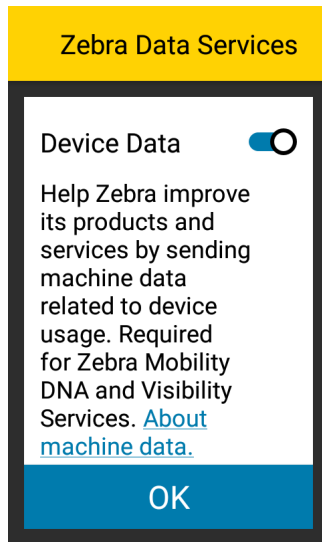 Zebra Data Services
Device Data
Help Zebra improve
its products and
services by sending
machine data
related to device
usage. Required
for Zebra Mobility
DNA and Visibility
Services. About
machine data.
OK